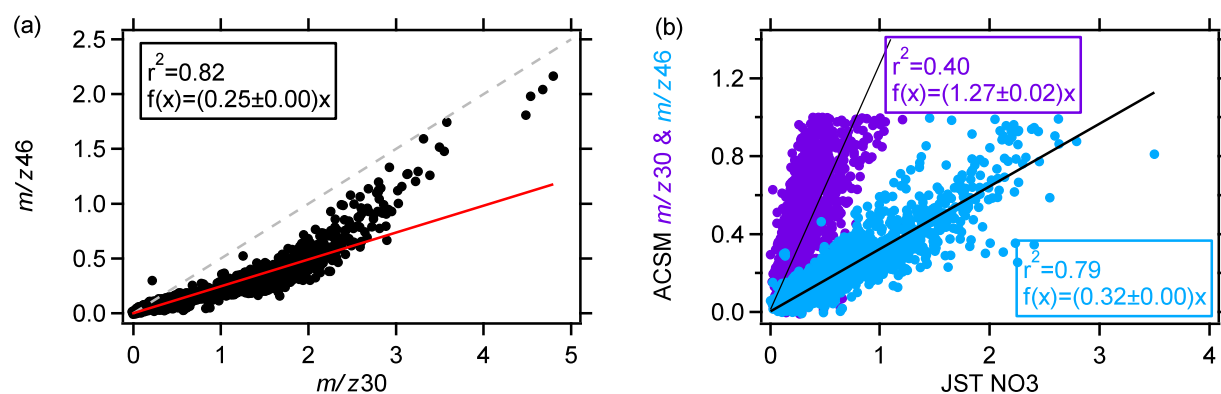 (a)
2.5
2.0
1.5
1.0
0.5
0.0
m/z46
r²=0.82
f(x)=(0.25±0.00)x
0
1
2
3
4
5
m/z30
(b)
1.2
0.8
0.4
0.0
ACSM m/z30 & m/z46
r²=0.40
f(x)=(1.27±0.02)x
r²=0.79
f(x)=(0.32±0.00)x
0
1
2
3
4
JST NO3